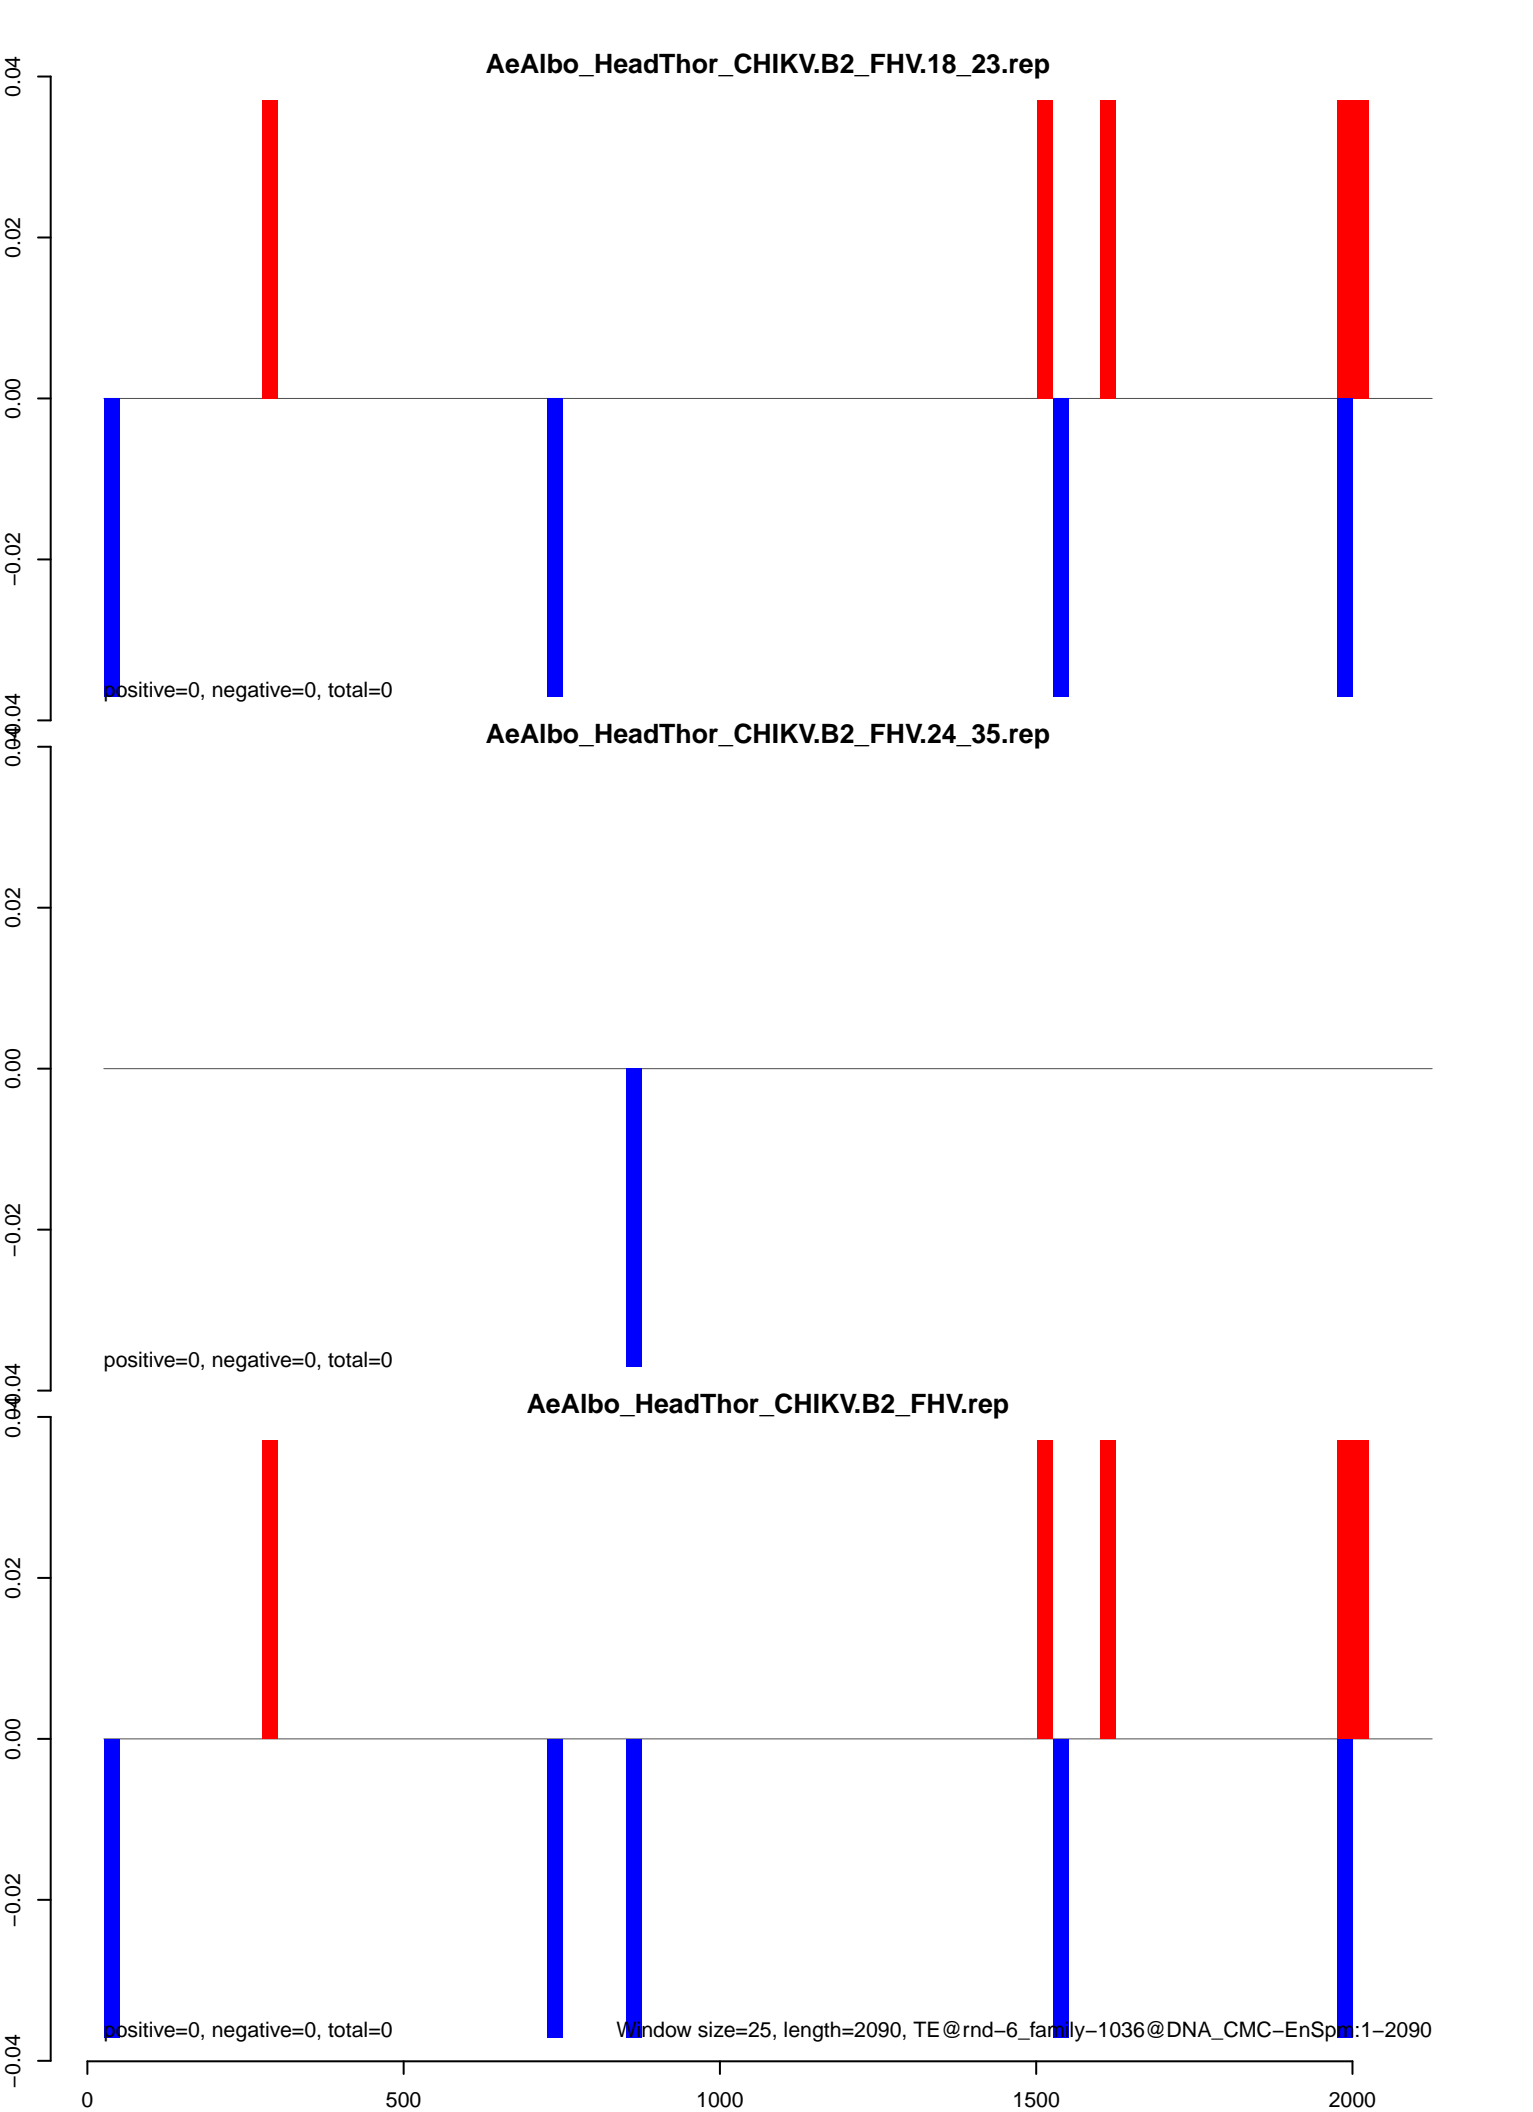 AeAlbo_HeadThor_CHIKV.B2_FHV.18_23.rep
0.04
0.02
0.00
−0.02
−0.04
positive=0, negative=0, total=0
AeAlbo_HeadThor_CHIKV.B2_FHV.24_35.rep
0.04
0.02
0.00
−0.02
−0.04
positive=0, negative=0, total=0
AeAlbo_HeadThor_CHIKV.B2_FHV.rep
0.04
0.02
0.00
−0.02
−0.04
positive=0, negative=0, total=0
Window size=25, length=2090, TE@rnd−6_family−1036@DNA_CMC−EnSpm:1−2090
0 500 1000 1500 2000